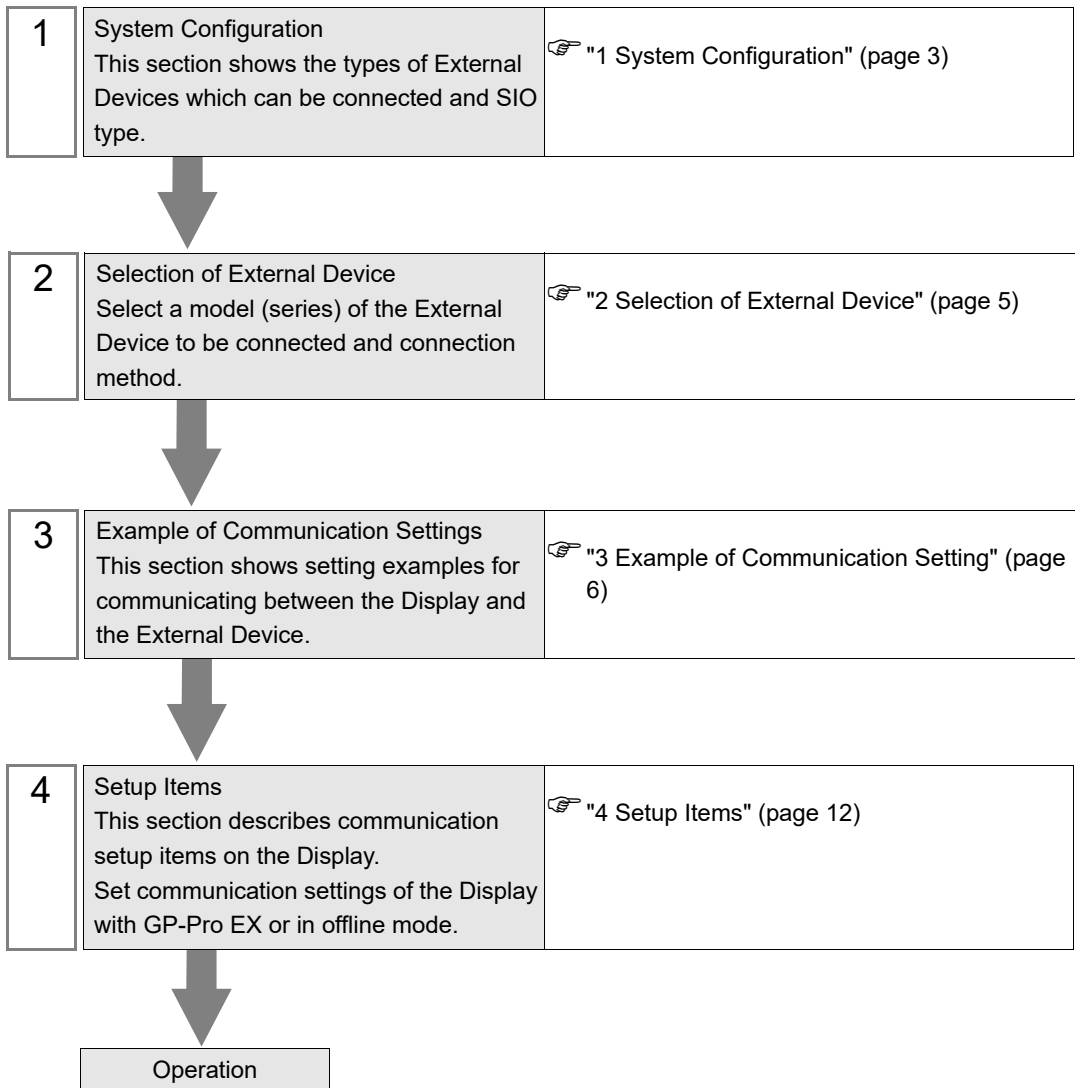 1
System Configuration
This section shows the types of External
Devices which can be connected and SIO
type.
"1 System Configuration" (page 3)
2
Selection of External Device
Select a model (series) of the External
Device to be connected and connection
method.
"2 Selection of External Device" (page 5)
3
Example of Communication Settings
This section shows setting examples for
communicating between the Display and
the External Device.
"3 Example of Communication Setting" (page
6)
4
Setup Items
This section describes communication
setup items on the Display.
Set communication settings of the Display
with GP-Pro EX or in offline mode.
"4 Setup Items" (page 12)
Operation